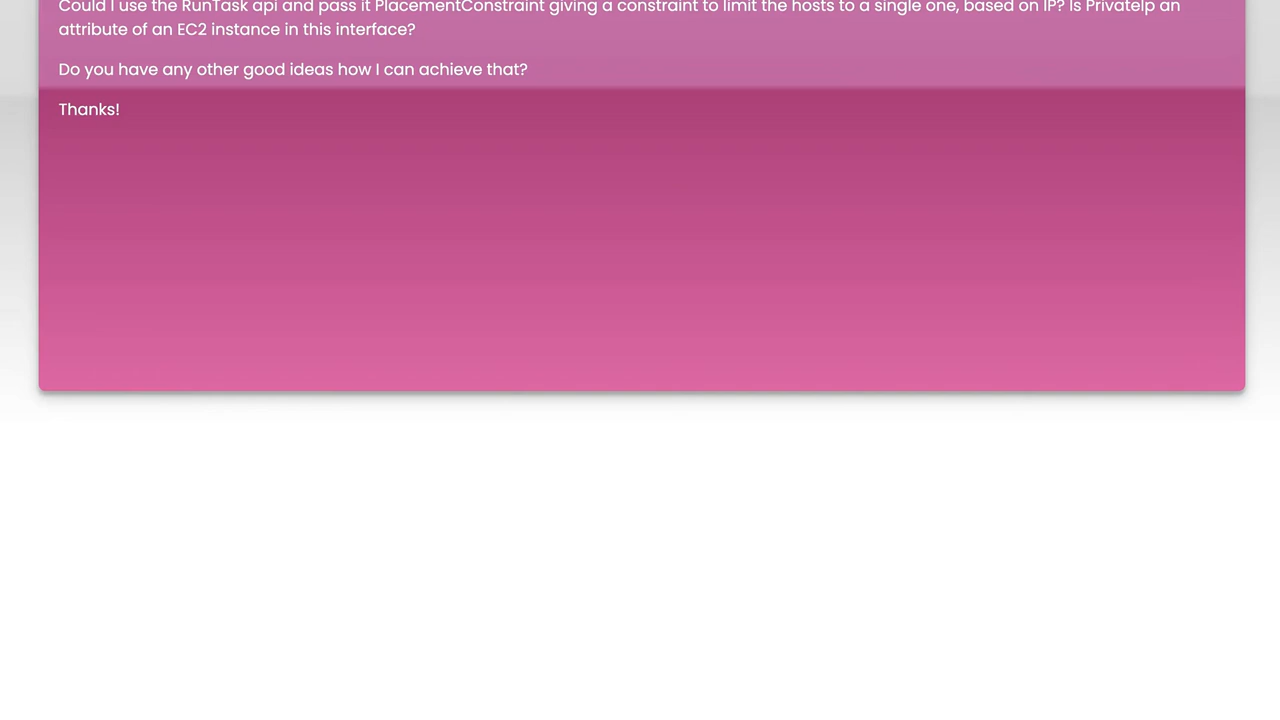 Could I use the RunTask api and pass it PlacementConstraint giving a constraint to limit the hosts to a single one, based on IP? Is PrivateIp an
attribute of an EC2 instance in this interface?
Do you have any other good ideas how I can achieve that?
Thanks!